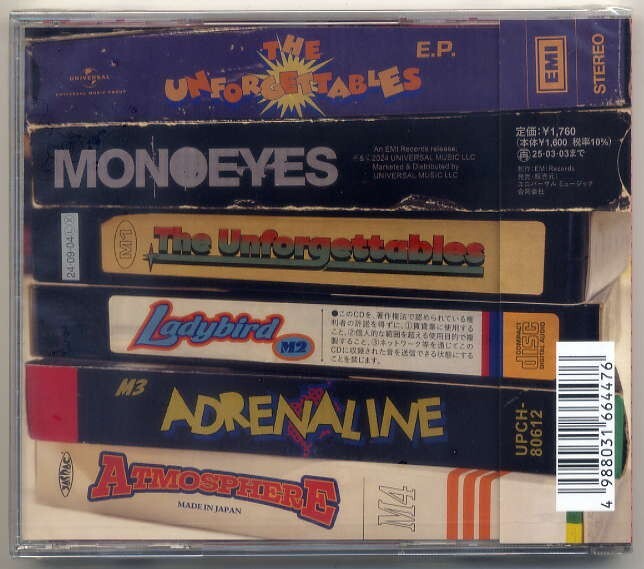 THE
UNFORGETTABLES
E.P.
UNIVERSAL
UNIVERSAL MUSIC GROUP
EMI
STEREO
MONOEYES
An EMI Records release;
℗&© 2024 UNIVERSAL MUSIC LLC
Marketed & Distributed by
UNIVERSAL MUSIC LLC
定価:¥1,760
(本体¥1,600 税率10%)
再 25・03・03まで
制作:EMI Records
発売・販売元:
ユニバーサル ミュージック
合同会社
24・09・04
M1
The Unforgettables
Ladybird
M2
●このCDを、著作権法で認められている権
利者の許諾を得ずに、①賃貸業に使用する
こと、②個人的な範囲を超える使用目的で複
製すること、③ネットワーク等を通じてこの
CDに収録された音を送信できる状態にする
ことを禁じます。
COMPACT
DISC
DIGITAL AUDIO
M3
ADRENALINE
UPCH-
80612
4 988031 664476
JASRAC
ATMOSPHERE
MADE IN JAPAN
M4